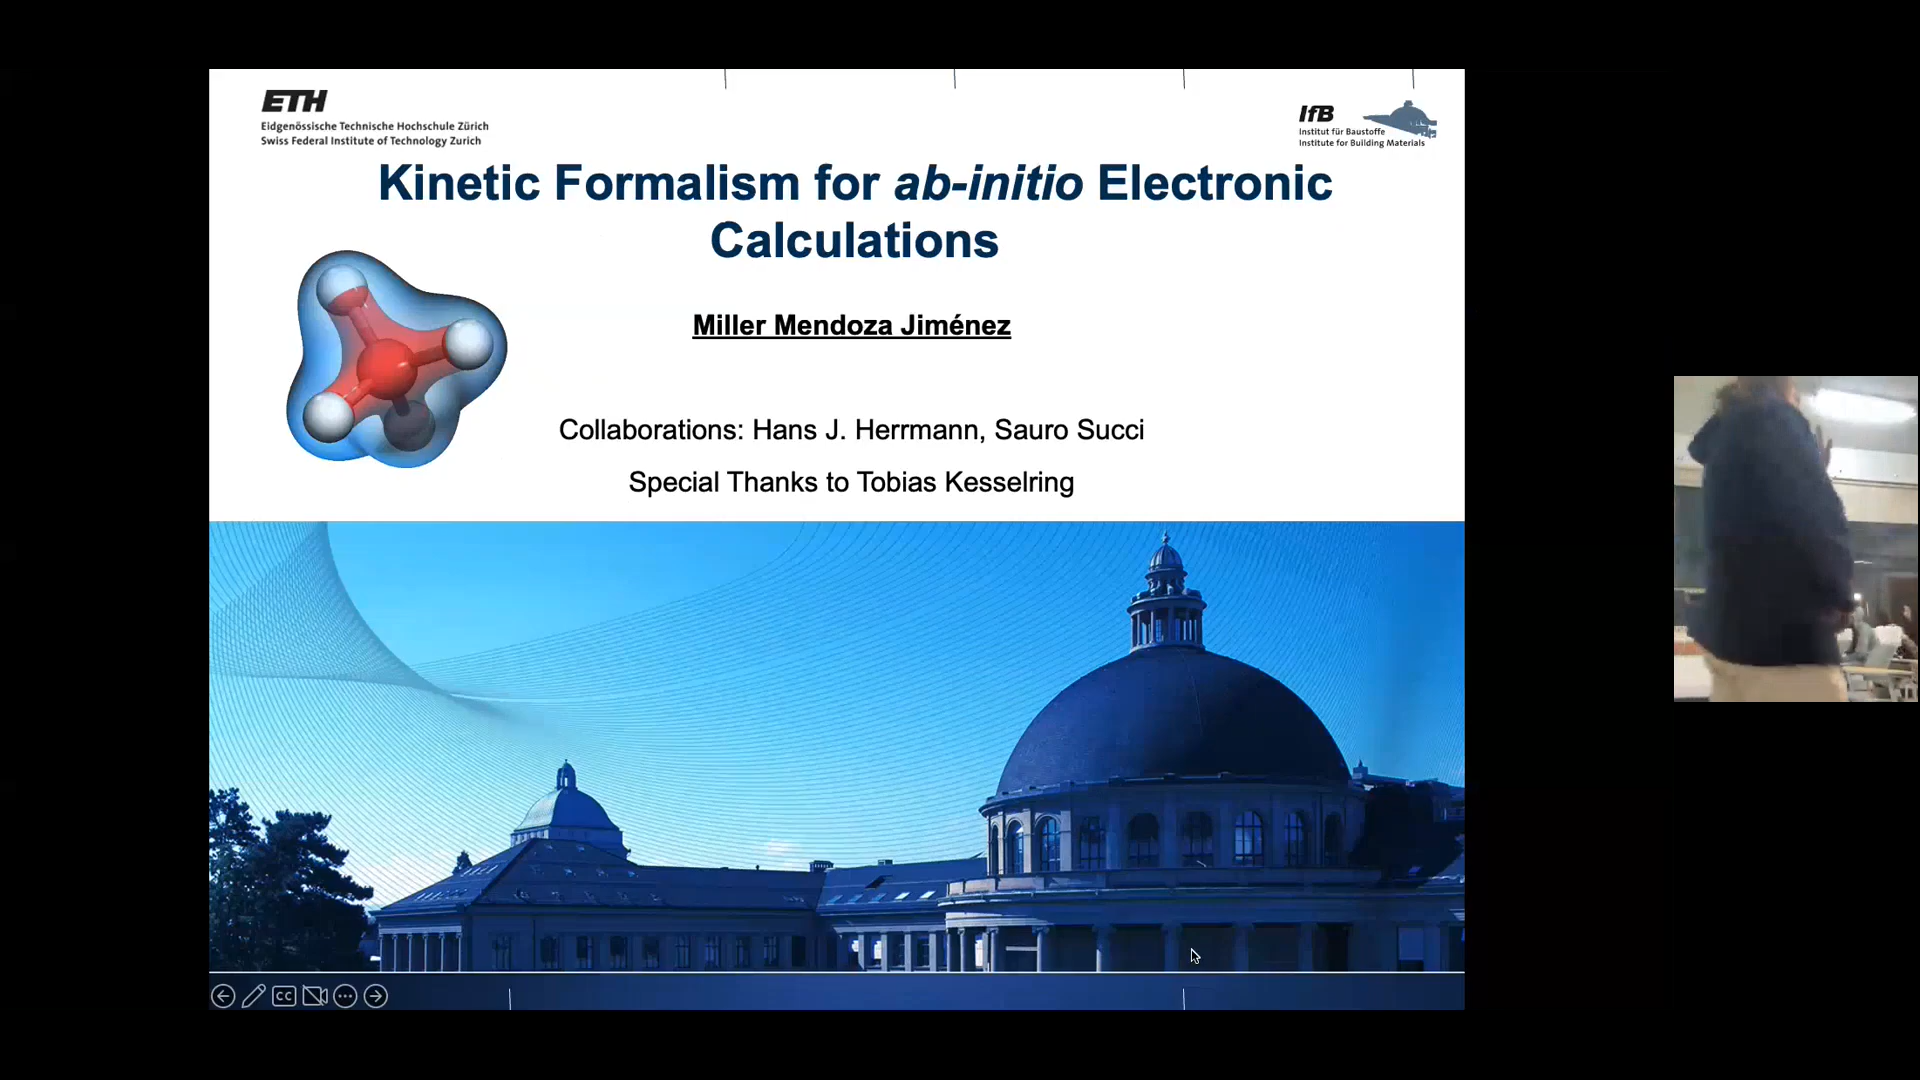 ETH
Eidgenössische Technische Hochschule Zürich
Swiss Federal Institute of Technology Zurich
IfB
Institut für Baustoffe
Institute for Building Materials
Kinetic Formalism for ab-initio Electronic
Calculations
Miller Mendoza Jiménez
Collaborations: Hans J. Herrmann, Sauro Succi
Special Thanks to Tobias Kesselring
CC